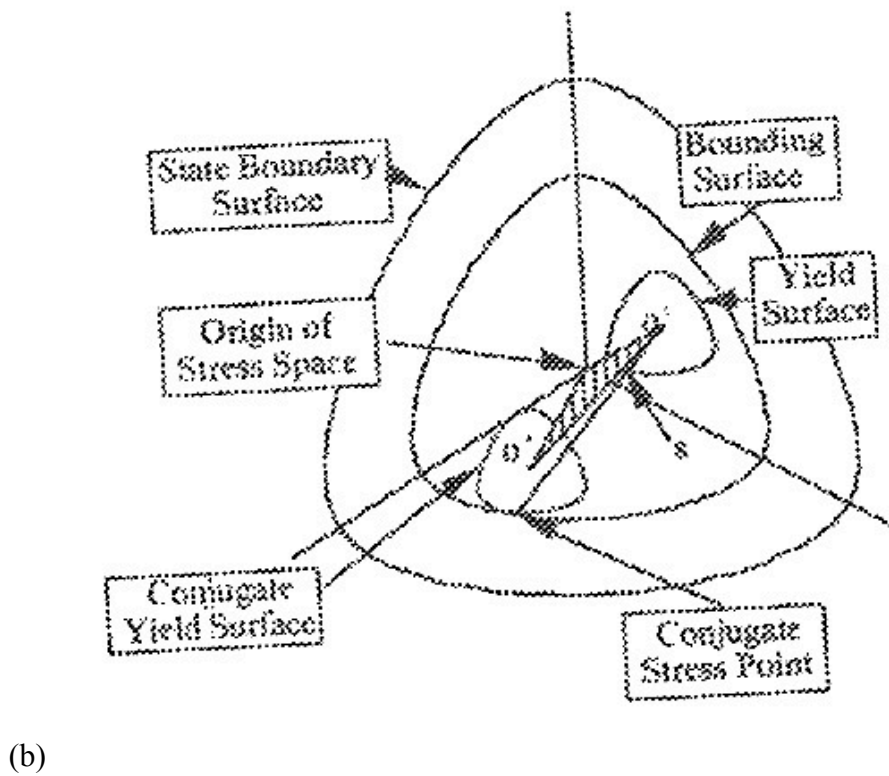 State Boundary
Surface
Bounding
Surface
Yield
Surface
Origin of
Stress Space
o'
o'
s
Conjugate
Yield Surface
Conjugate
Stress Point
(b)